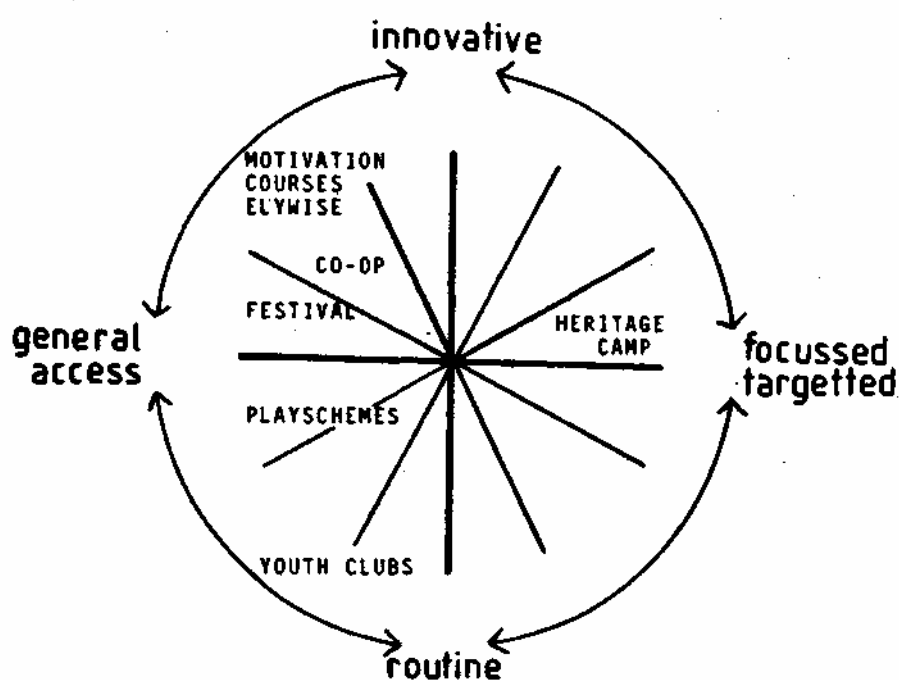 innovative
MOTIVATION
COURSES
ELYWISE
CO-OP
FESTIVAL
general
access
HERITAGE
CAMP
focussed
targetted
PLAYSCHEMES
YOUTH CLUBS
routine